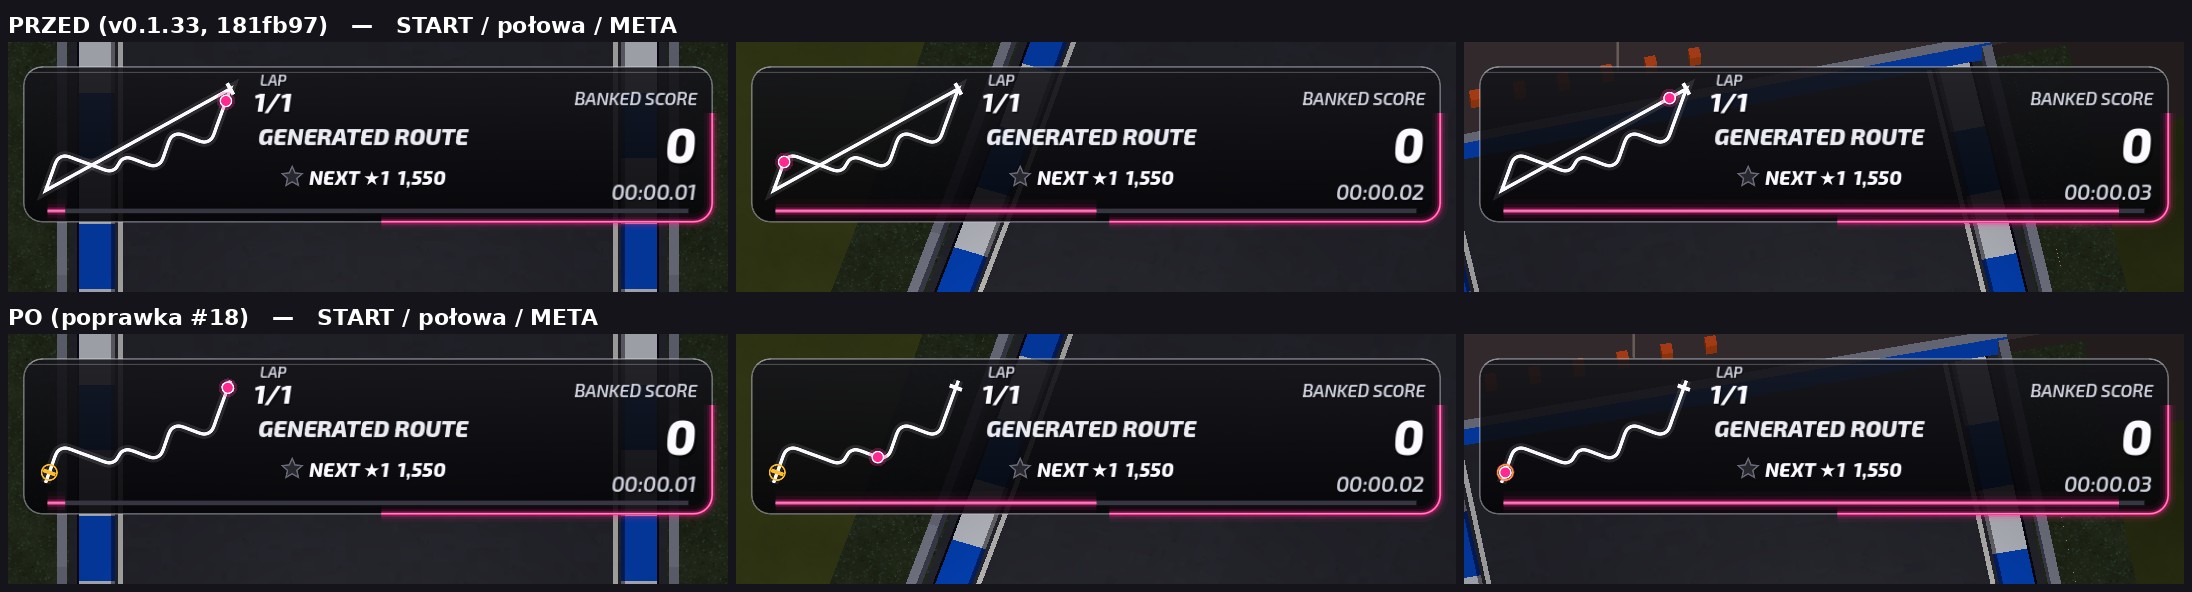 PRZED (v0.1.33, 181fb97) — START / połowa / META
LAP
1/1
BANKED SCORE
GENERATED ROUTE
0
NEXT ★1 1,550
00:00.01
LAP
1/1
BANKED SCORE
GENERATED ROUTE
0
NEXT ★1 1,550
00:00.02
LAP
1/1
BANKED SCORE
GENERATED ROUTE
0
NEXT ★1 1,550
00:00.03
PO (poprawka #18) — START / połowa / META
LAP
1/1
BANKED SCORE
GENERATED ROUTE
0
NEXT ★1 1,550
00:00.01
LAP
1/1
BANKED SCORE
GENERATED ROUTE
0
NEXT ★1 1,550
00:00.02
LAP
1/1
BANKED SCORE
GENERATED ROUTE
0
NEXT ★1 1,550
00:00.03